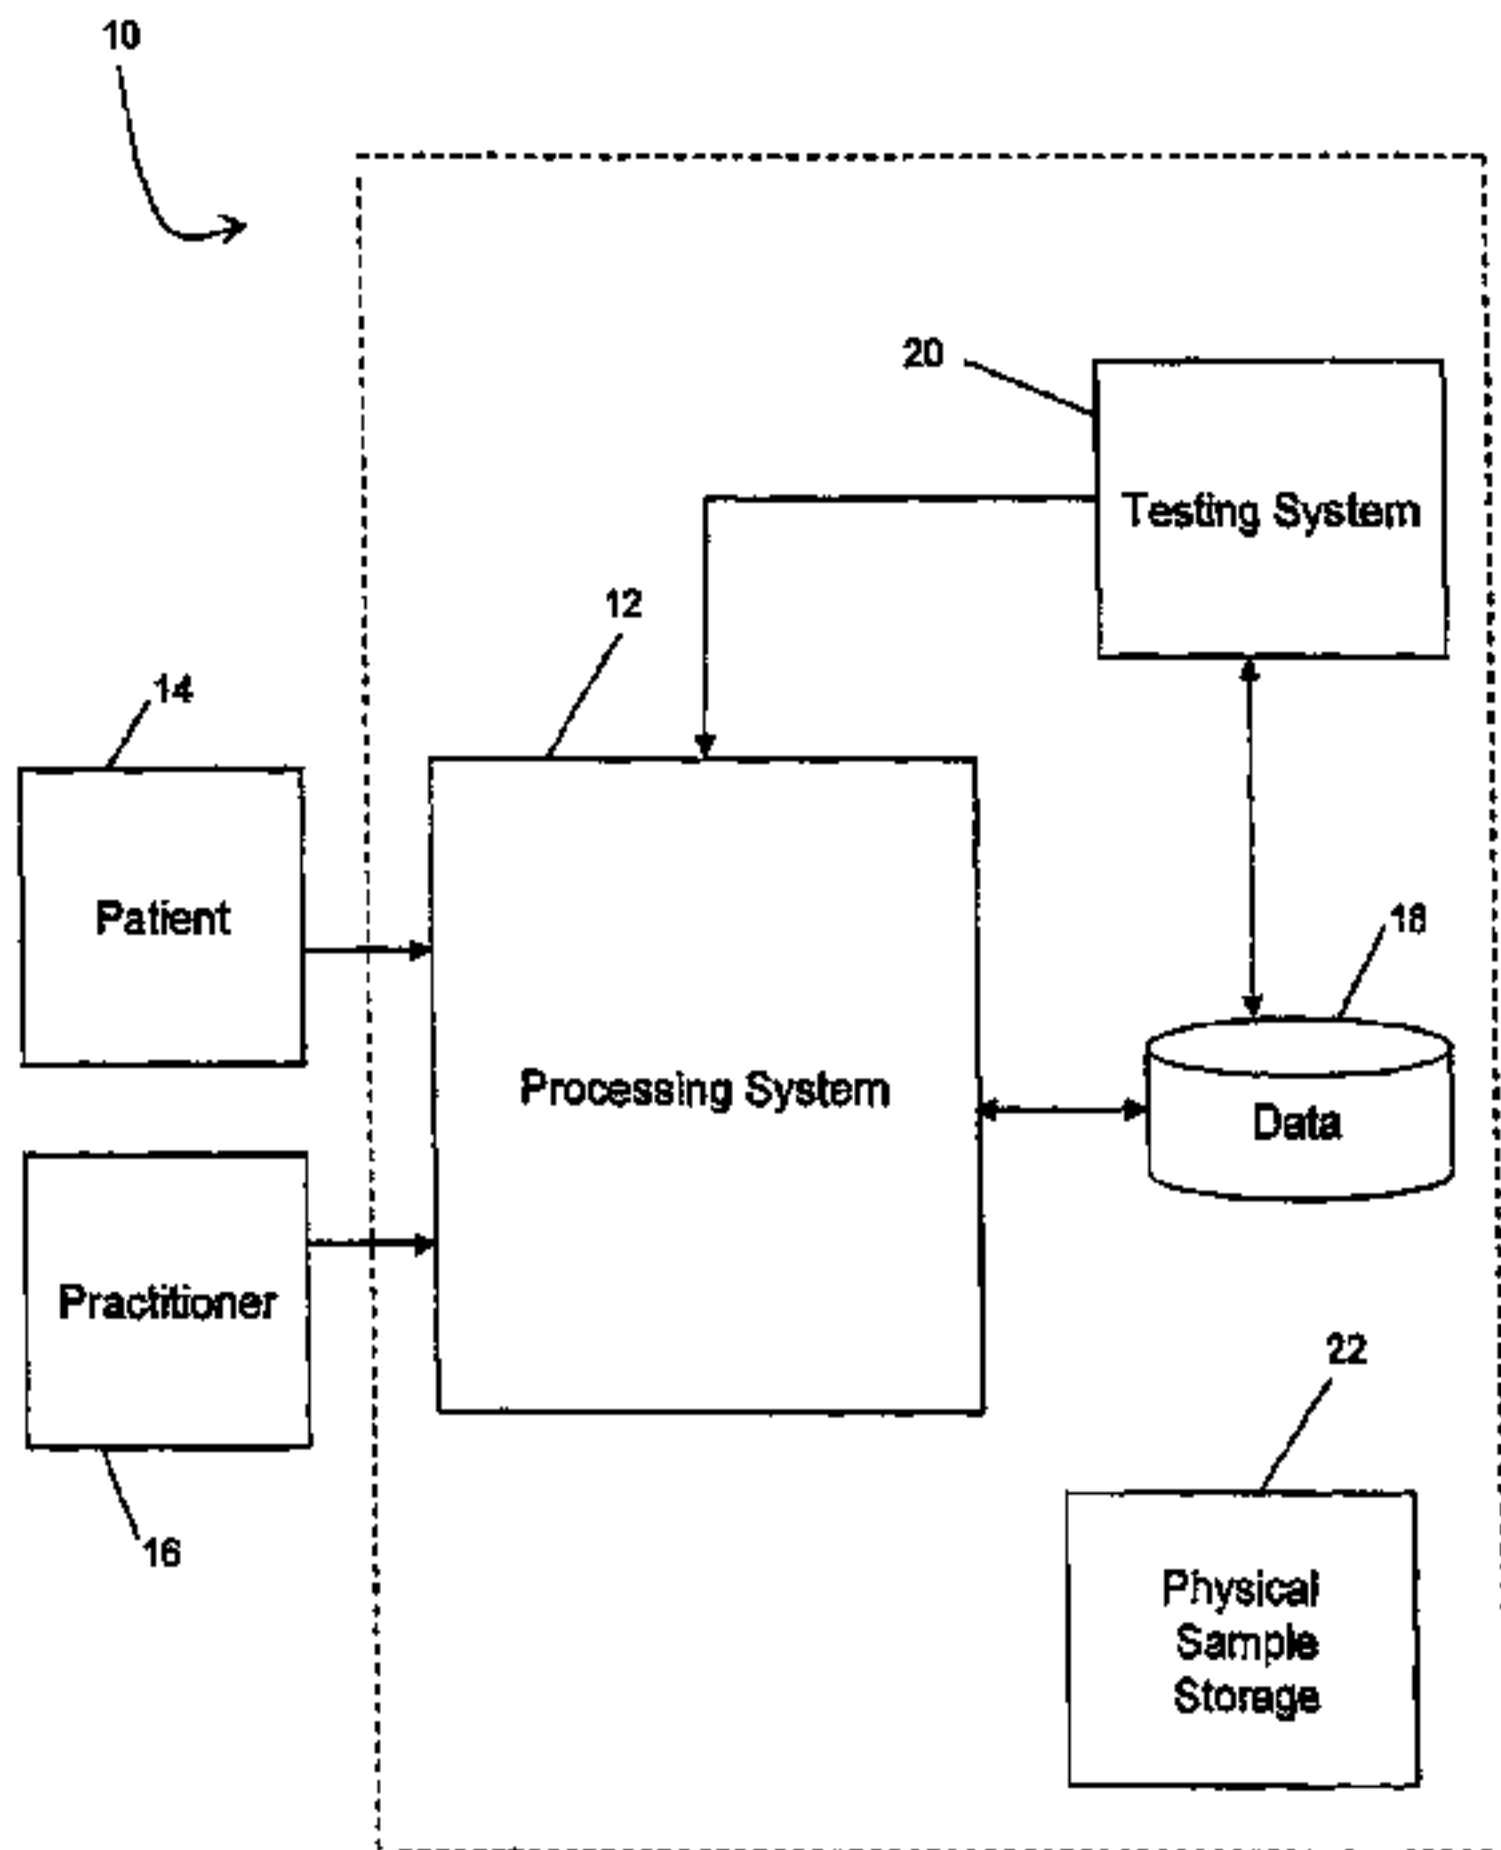 10
20
Testing System
12
14
Patient
18
Processing System
Data
Practitioner
22
16
Physical
Sample
Storage